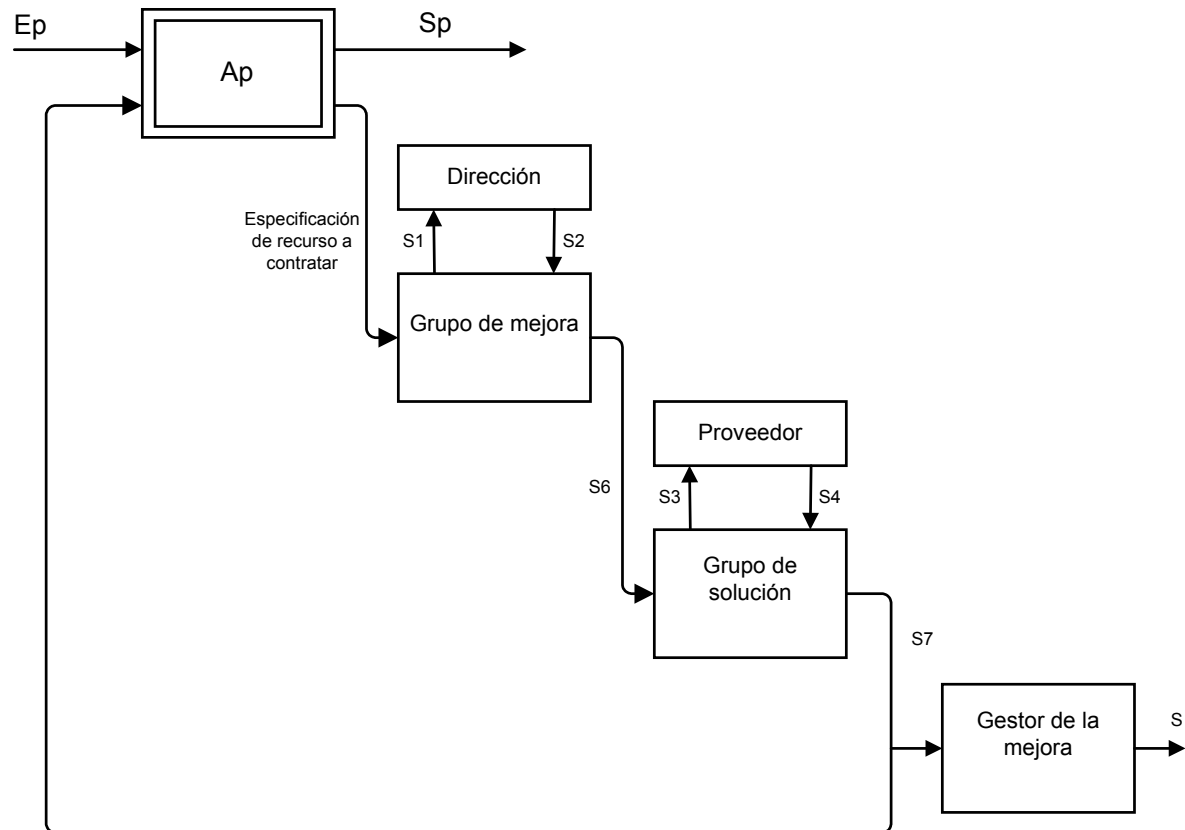 Ep
Sp
Ap
Dirección
Especificación
de recurso a
contratar
S1
S2
Grupo de mejora
Proveedor
S6
S3
S4
Grupo de
solución
S7
Gestor de la
mejora
S